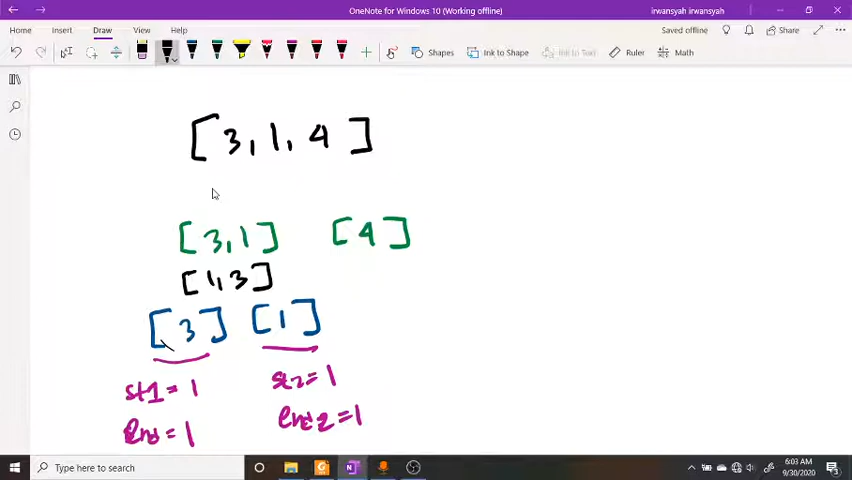 OneNote for Windows 10 (Working offline)
irwansyah irwansyah
Home Insert Draw View Help
Saved offline
Share
Shapes
Ink to Shape
Ink to Text
Ruler
Math
[3, 1, 4]
[3, 1] [4]
[1, 3]
[3] [1]
st1 = 1 st2 = 1
end = 1 end2 = 1
Type here to search
6:03 AM
9/30/2020
3